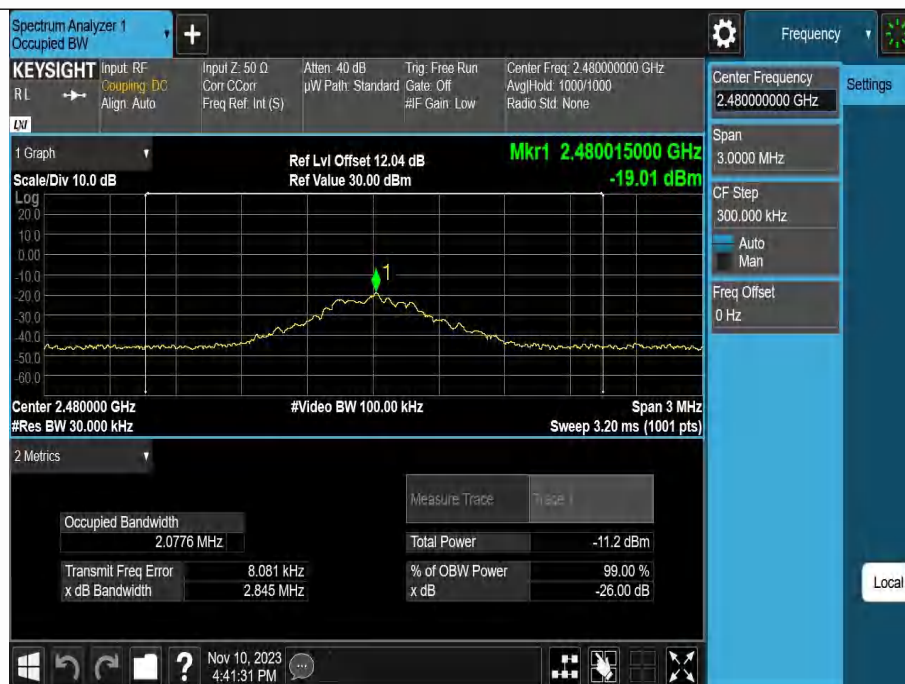 Spectrum Analyzer 1
Occupied BW
Frequency
KEYSIGHT
R L
LXI
Input: RF
Coupling: DC
Align: Auto
Input Z: 50 Ω
Corr CCorr
Freq Ref: Int (S)
Atten: 40 dB
µW Path: Standard
Trig: Free Run
Gate: Off
#IF Gain: Low
Center Freq: 2.480000000 GHz
Avg|Hold: 1000/1000
Radio Std: None
Center Frequency
2.480000000 GHz
Settings
Span
3.0000 MHz
CF Step
300.000 kHz
Auto
Man
Freq Offset
0 Hz
1 Graph
Scale/Div 10.0 dB
Ref Lvl Offset 12.04 dB
Ref Value 30.00 dBm
Mkr1 2.480015000 GHz
-19.01 dBm
Log
20.0
10.0
0.00
-10.0
-20.0
-30.0
-40.0
-50.0
-60.0
1
Center 2.480000 GHz
#Res BW 30.000 kHz
#Video BW 100.00 kHz
Span 3 MHz
Sweep 3.20 ms (1001 pts)
2 Metrics
Measure Trace
Trace 1
Occupied Bandwidth
2.0776 MHz
Total Power
-11.2 dBm
Transmit Freq Error
8.081 kHz
% of OBW Power
99.00 %
x dB Bandwidth
2.845 MHz
x dB
-26.00 dB
Local
?
Nov 10, 2023
4:41:31 PM